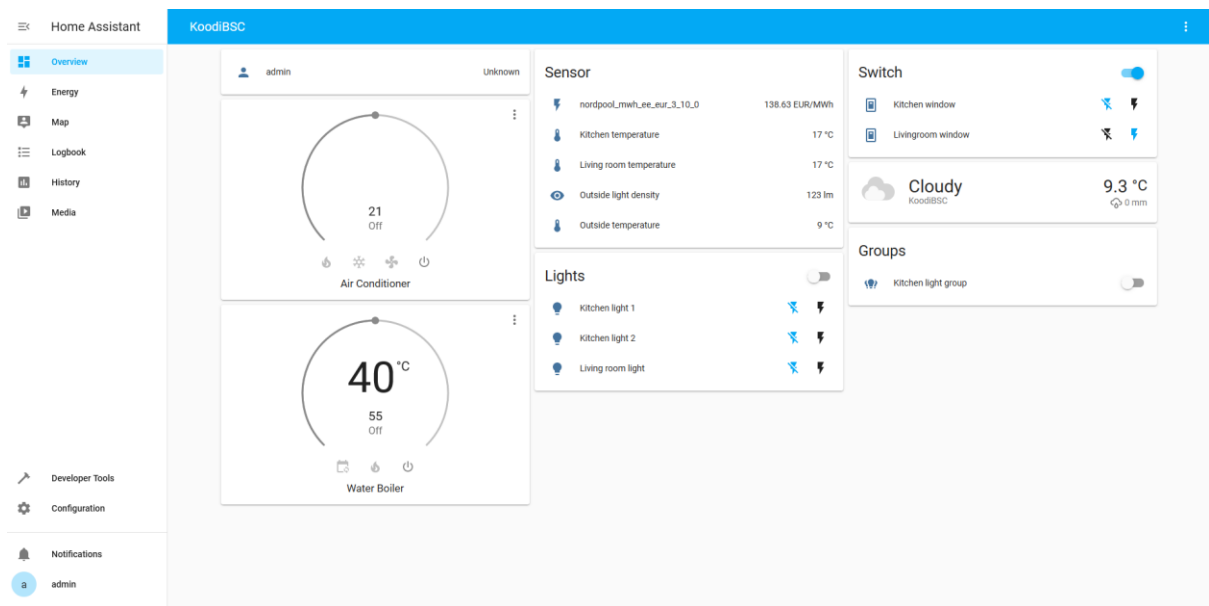 Home Assistant
KoodiBSC
Overview
Energy
Map
Logbook
History
Media
Developer Tools
Configuration
Notifications
a admin
admin Unknown
21
Off
Air Conditioner
40 °C
55
Off
Water Boiler
Sensor
nordpool_mwh_ee_eur_3_10_0 138.63 EUR/MWh
Kitchen temperature 17 °C
Living room temperature 17 °C
Outside light density 123 lm
Outside temperature 9 °C
Lights
Kitchen light 1
Kitchen light 2
Living room light
Switch
Kitchen window
Livingroom window
Cloudy 9.3 °C
KoodiBSC 0 mm
Groups
Kitchen light group